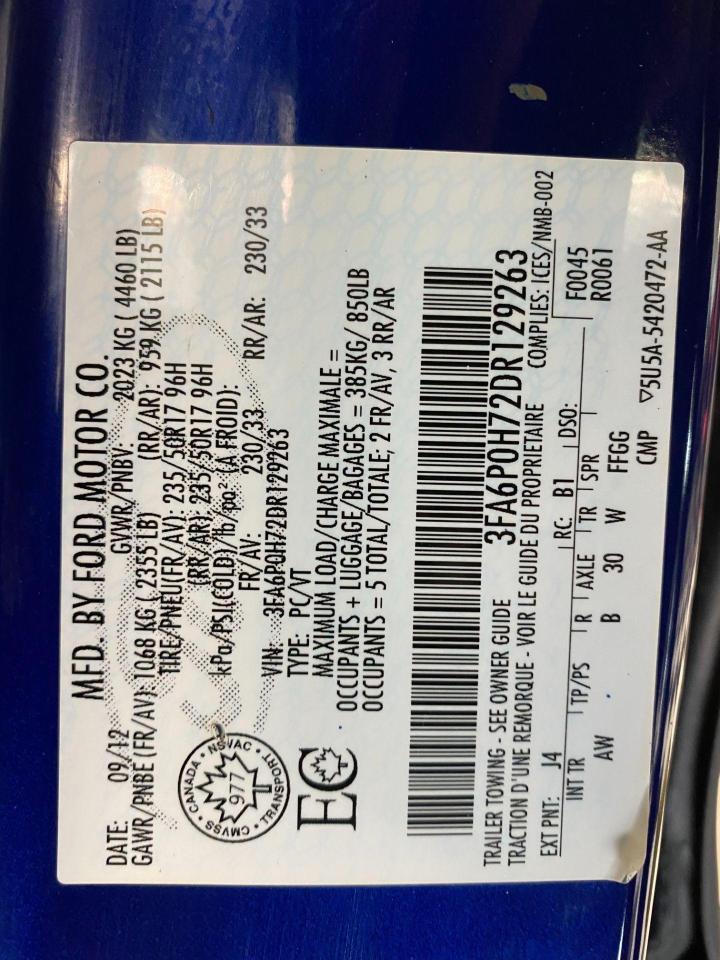 MFD. BY FORD MOTOR CO.
DATE: 09/12 GVWR/PNBV: 2023 KG ( 4460 LB)
GAWR/PNBE (FR/AV): 1068 KG ( 2355 LB) (RR/AR): 959 KG ( 2115 LB)
TIRE/PNEU(FR/AV): 235/50R17 96H
(RR/AR): 235/50R17 96H
kPa/PSI(COLD)/lb/po² (A FROID):
FR/AV: 230/33 RR/AR: 230/33
VIN: 3FA6P0H72DR129263
TYPE: PC/VT
MAXIMUM LOAD/CHARGE MAXIMALE =
OCCUPANTS + LUGGAGE/BAGAGES = 385KG/ 850LB
OCCUPANTS = 5 TOTAL/TOTALE; 2 FR/AV, 3 RR/AR
CANADA • NSVAC • TRANSPORT • CMVSS •
977
EC
3FA6P0H72DR129263
TRAILER TOWING - SEE OWNER GUIDE
TRACTION D'UNE REMORQUE - VOIR LE GUIDE DU PROPRIETAIRE COMPLIES: ICES/NMB-002
EXT PNT: J4 RC: B1 DSO: F0045
R0061
INT TR TP/PS R AXLE TR SPR
AW B 30 W FFGG
CMP ▽5U5A-5420472-AA